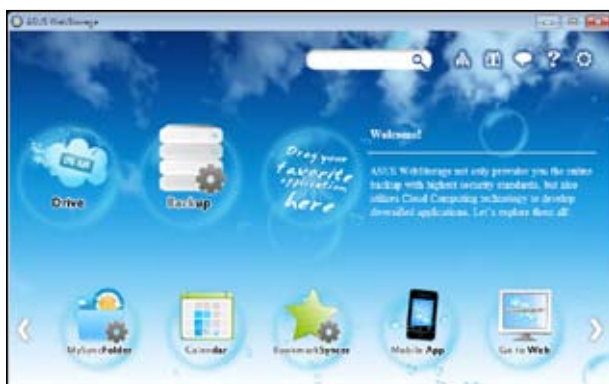 ASUS WebStorage
Welcome!
ASUS WebStorage not only provides you the online
backup with highest security standards, but also
utilizes Cloud Computing technology to develop
diversified applications. Let's explore them all!
Drag your
favorite
application
here
Drive
Backup
MySyncFolder
Calendar
BookmarkSyncer
Mobile App
Go to Web